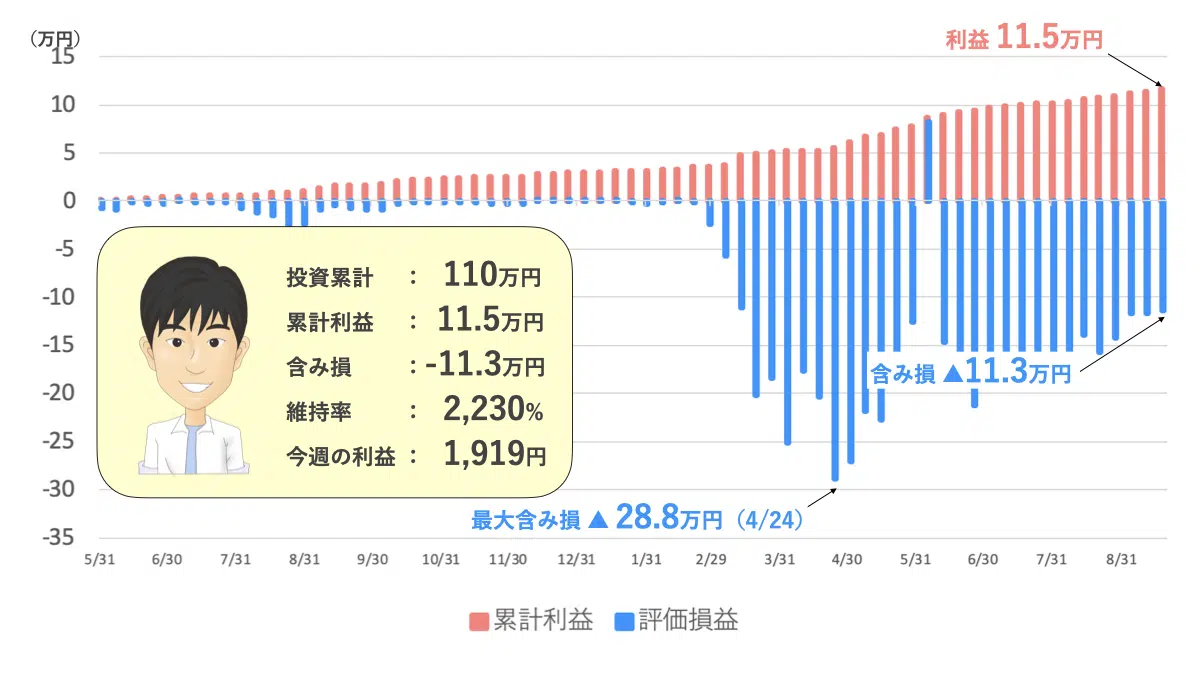 (万円)
利益 11.5万円
15
10
5
0
-5
-10
-15
-20
-25
-30
-35
投資累計 : 110万円
累計利益 : 11.5万円
含み損 : -11.3万円
維持率 : 2,230%
今週の利益 : 1,919円
含み損 ▲11.3万円
最大含み損 ▲ 28.8万円（4/24）
5/31 6/30 7/31 8/31 9/30 10/31 11/30 12/31 1/31 2/29 3/31 4/30 5/31 6/30 7/31 8/31
累計利益 評価損益